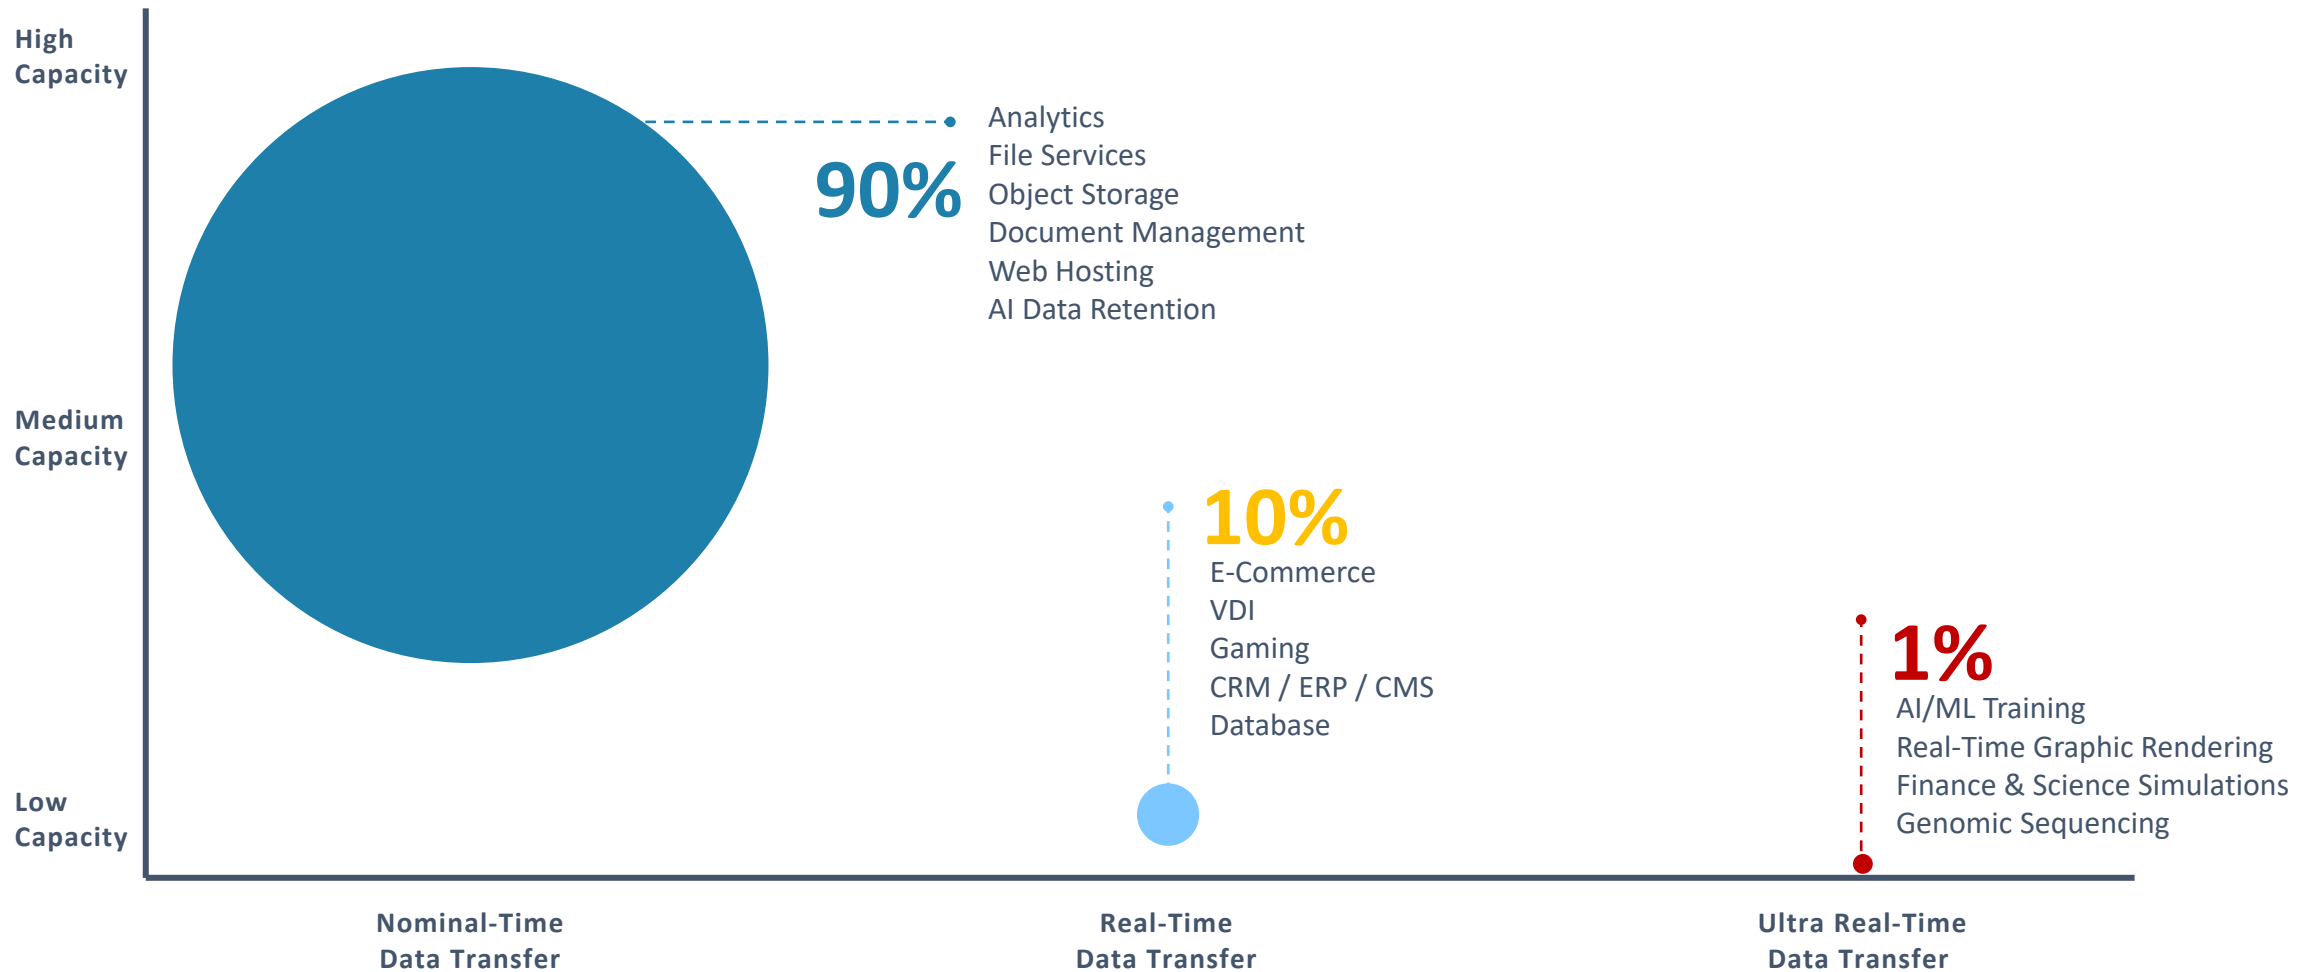 High
Capacity
Analytics
File Services
90%
Object Storage
Document Management
Web Hosting
AI Data Retention
Medium
Capacity
10%
E-Commerce
VDI
Gaming
CRM / ERP / CMS
Database
1%
AI/ML Training
Real-Time Graphic Rendering
Finance & Science Simulations
Genomic Sequencing
Low
Capacity
Nominal-Time
Data Transfer
Real-Time
Data Transfer
Ultra Real-Time
Data Transfer